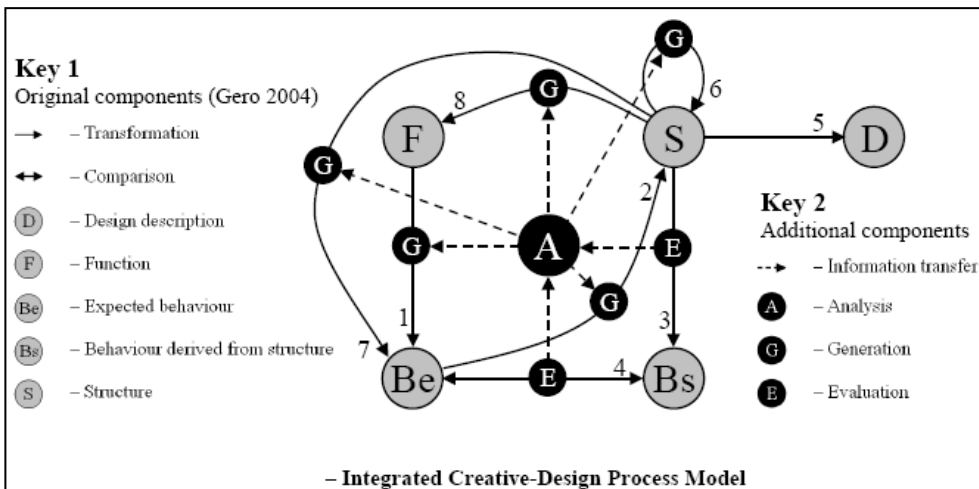 Key 1
Original components (Gero 2004)
– Transformation
– Comparison
D – Design description
F – Function
Be – Expected behaviour
Bs – Behaviour derived from structure
S – Structure
G
6
8
G
F
S
5
D
G
2
Key 2
Additional components
– Information transfer
A – Analysis
G – Generation
E – Evaluation
G
A
E
G
1
3
7
4
Be
E
Bs
– Integrated Creative-Design Process Model